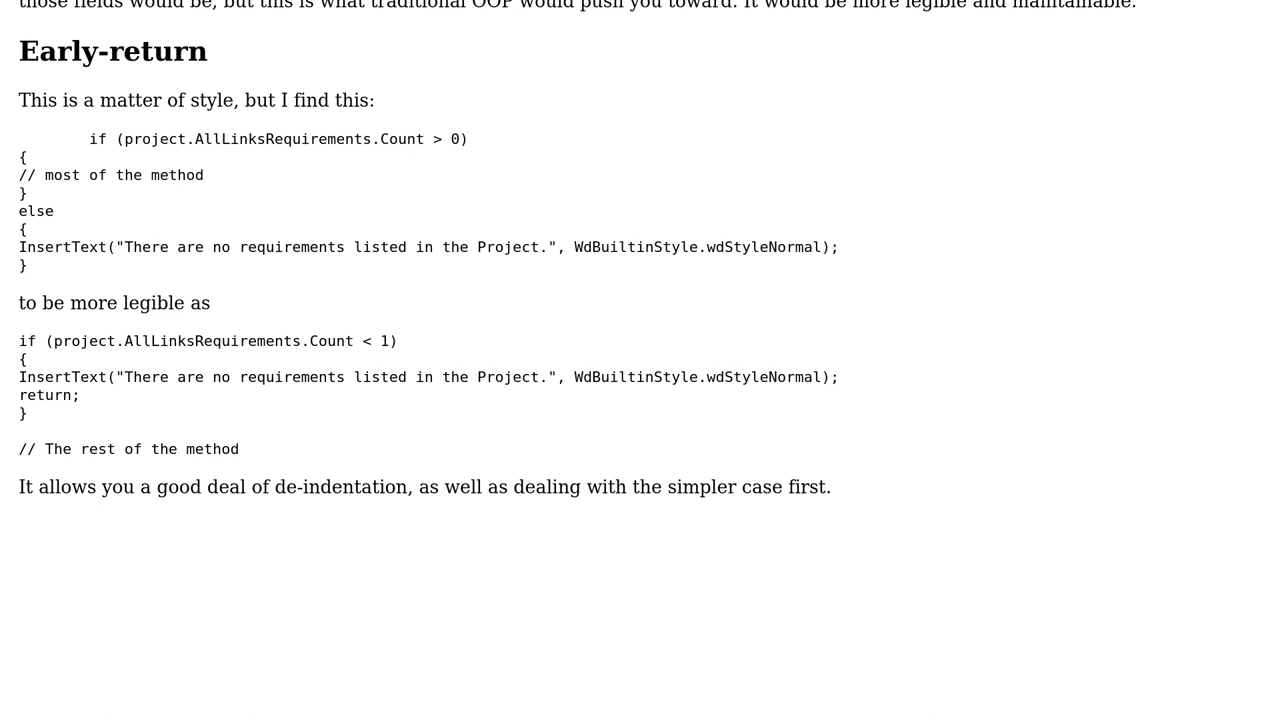 those fields would be, but this is what traditional OOP would push you toward. It would be more legible and maintainable.
Early-return
This is a matter of style, but I find this:
        if (project.AllLinksRequirements.Count > 0)
{
// most of the method
}
else
{
InsertText("There are no requirements listed in the Project.", WdBuiltinStyle.wdStyleNormal);
}
to be more legible as
if (project.AllLinksRequirements.Count < 1)
{
InsertText("There are no requirements listed in the Project.", WdBuiltinStyle.wdStyleNormal);
return;
}
// The rest of the method
It allows you a good deal of de-indentation, as well as dealing with the simpler case first.